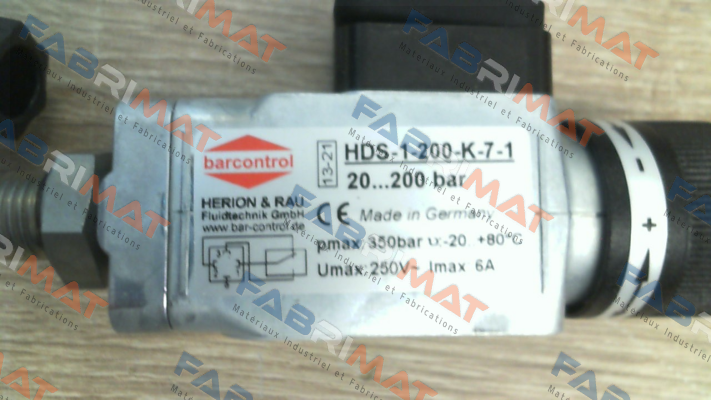 barcontrol
HERION & RAU
Fluidtechnik GmbH
www.bar-control.de
13-21
HDS-1-200-K-7-1
20...200 bar
CE Made in Germany
pmax 350bar -20 +80°C
Umax 250V~ Imax 6A
- +
FABRIMAT
Matériaux Industriel et Fabrications